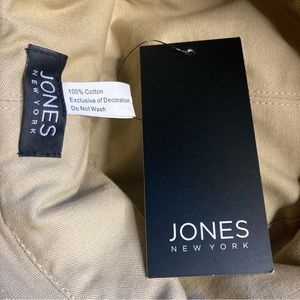 JONES
NEW YORK
100% Cotton
Exclusive of Decoration
Do Not Wash
JONES
NEW YORK